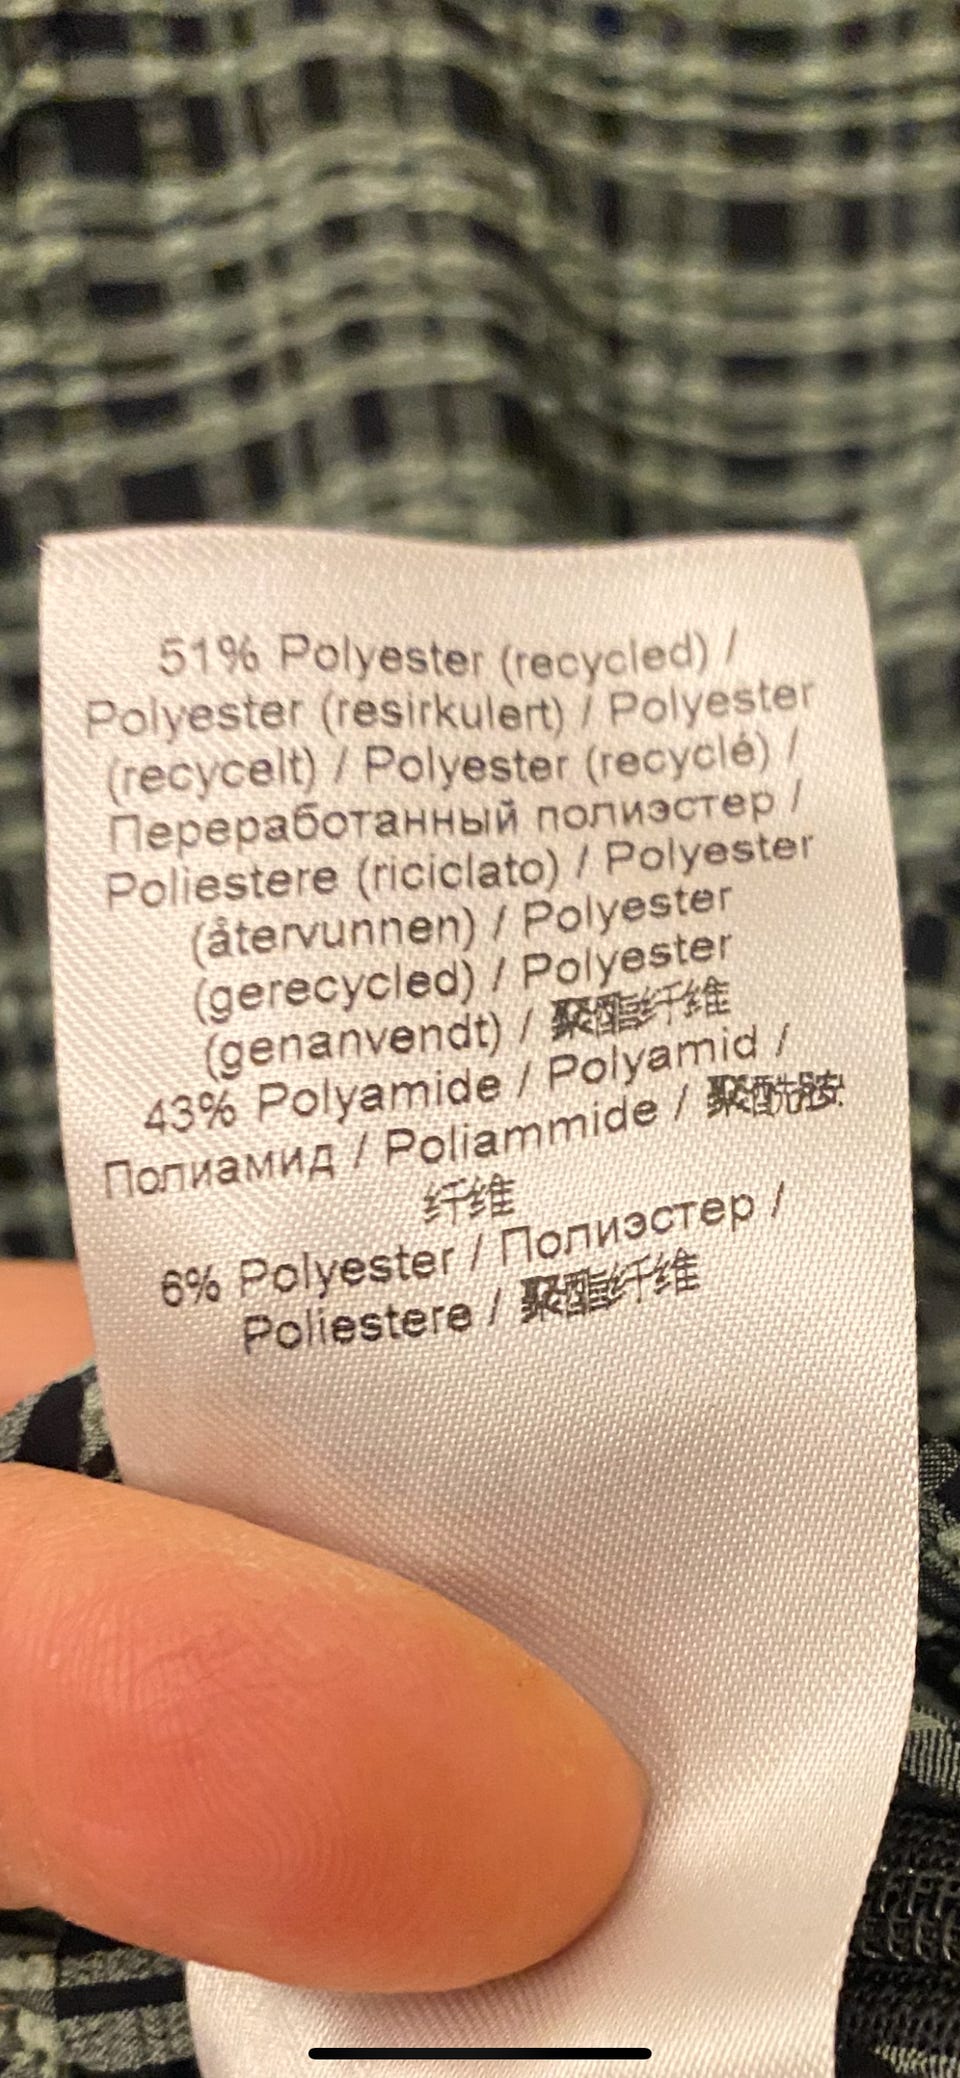 51% Polyester (recycled) /
Polyester (resirkulert) / Polyester
(recycelt) / Polyester (recyclé) /
Переработанный полиэстер /
Poliestere (riciclato) / Polyester
(återvunnen) / Polyester
(gerecycled) / Polyester
(genanvendt) / 聚酯纤维
43% Polyamide / Polyamid /
Полиамид / Poliammide / 聚酰胺
纤维
6% Polyester / Полиэстер /
Poliestere / 聚酯纤维